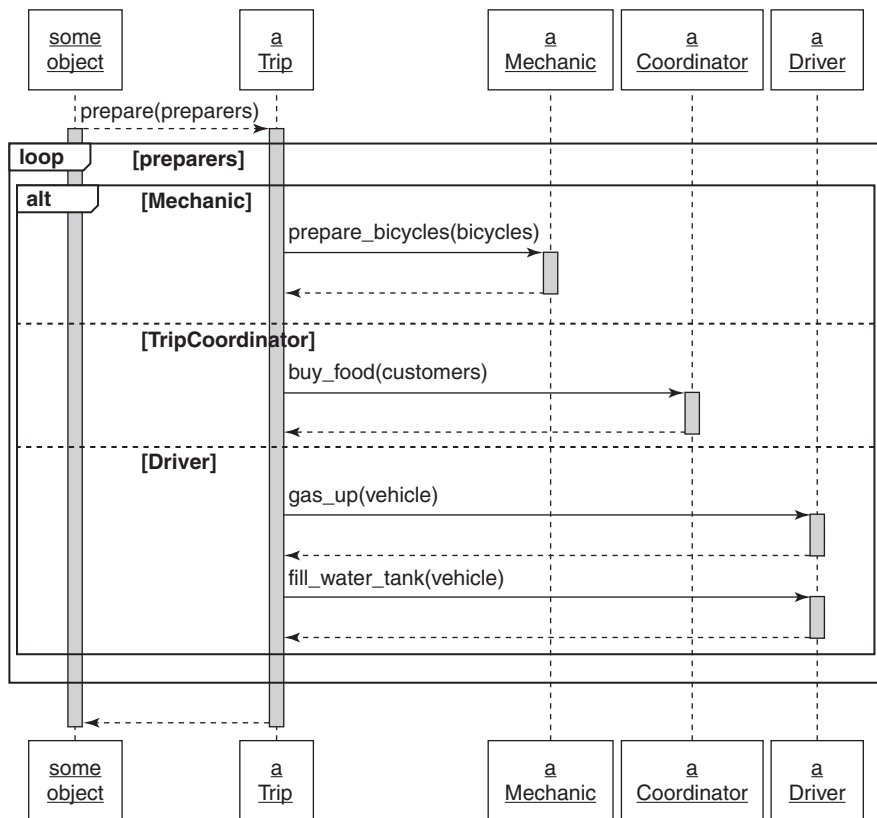 some
object
a
Trip
a
Mechanic
a
Coordinator
a
Driver
prepare(preparers)
loop
[preparers]
alt
[Mechanic]
prepare_bicycles(bicycles)
[TripCoordinator]
buy_food(customers)
[Driver]
gas_up(vehicle)
fill_water_tank(vehicle)
some
object
a
Trip
a
Mechanic
a
Coordinator
a
Driver